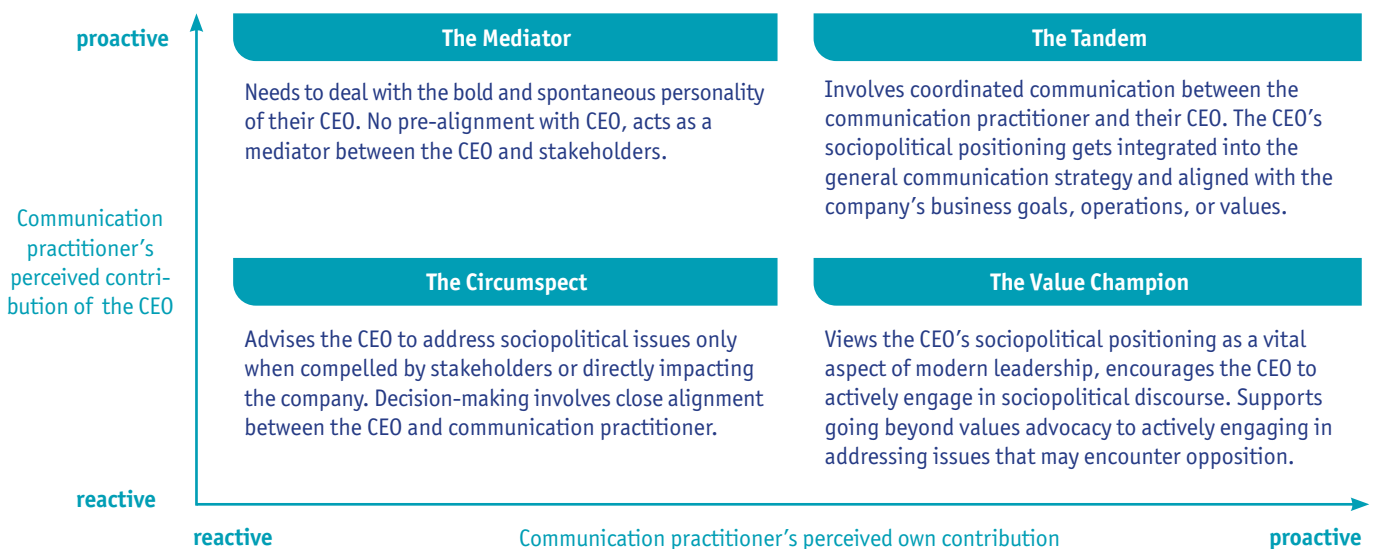 proactive
The Mediator
Needs to deal with the bold and spontaneous personality
of their CEO. No pre-alignment with CEO, acts as a
mediator between the CEO and stakeholders.
The Tandem
Involves coordinated communication between the
communication practitioner and their CEO. The CEO’s
sociopolitical positioning gets integrated into the
general communication strategy and aligned with the
company’s business goals, operations, or values.
Communication
practitioner’s
perceived contri-
bution of the CEO
The Circumspect
Advises the CEO to address sociopolitical issues only
when compelled by stakeholders or directly impacting
the company. Decision-making involves close alignment
between the CEO and communication practitioner.
The Value Champion
Views the CEO’s sociopolitical positioning as a vital
aspect of modern leadership, encourages the CEO to
actively engage in sociopolitical discourse. Supports
going beyond values advocacy to actively engaging in
addressing issues that may encounter opposition.
reactive
reactive
Communication practitioner’s perceived own contribution
proactive